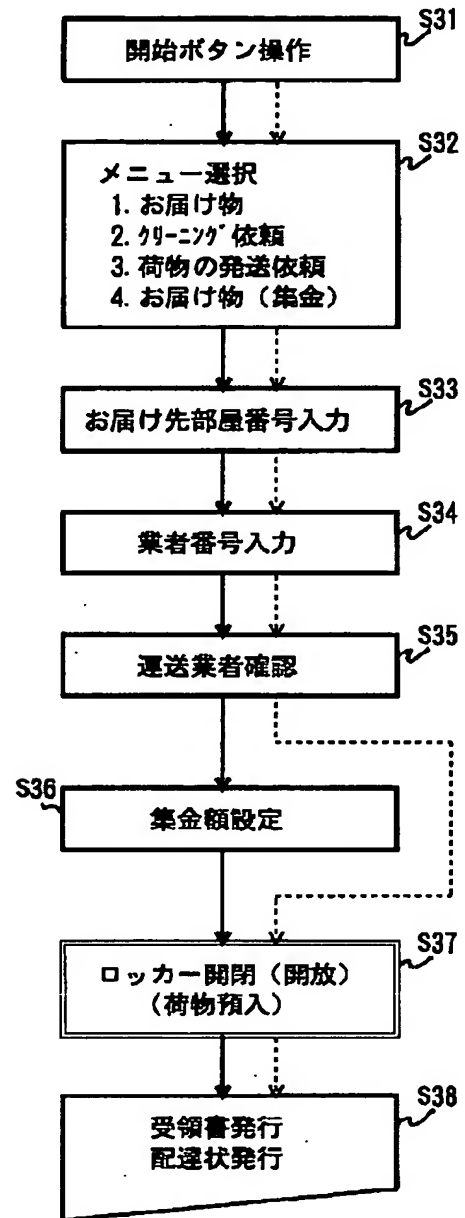 S31
開始ボタン操作
S32
メニュー選択
1. お届け物
2. クリーニング依頼
3. 荷物の発送依頼
4. お届け物（集金）
S33
お届け先部屋番号入力
S34
業者番号入力
S35
運送業者確認
S36
集金額設定
S37
ロッカー開閉（開放）
（荷物預入）
S38
受領書発行
配達状発行